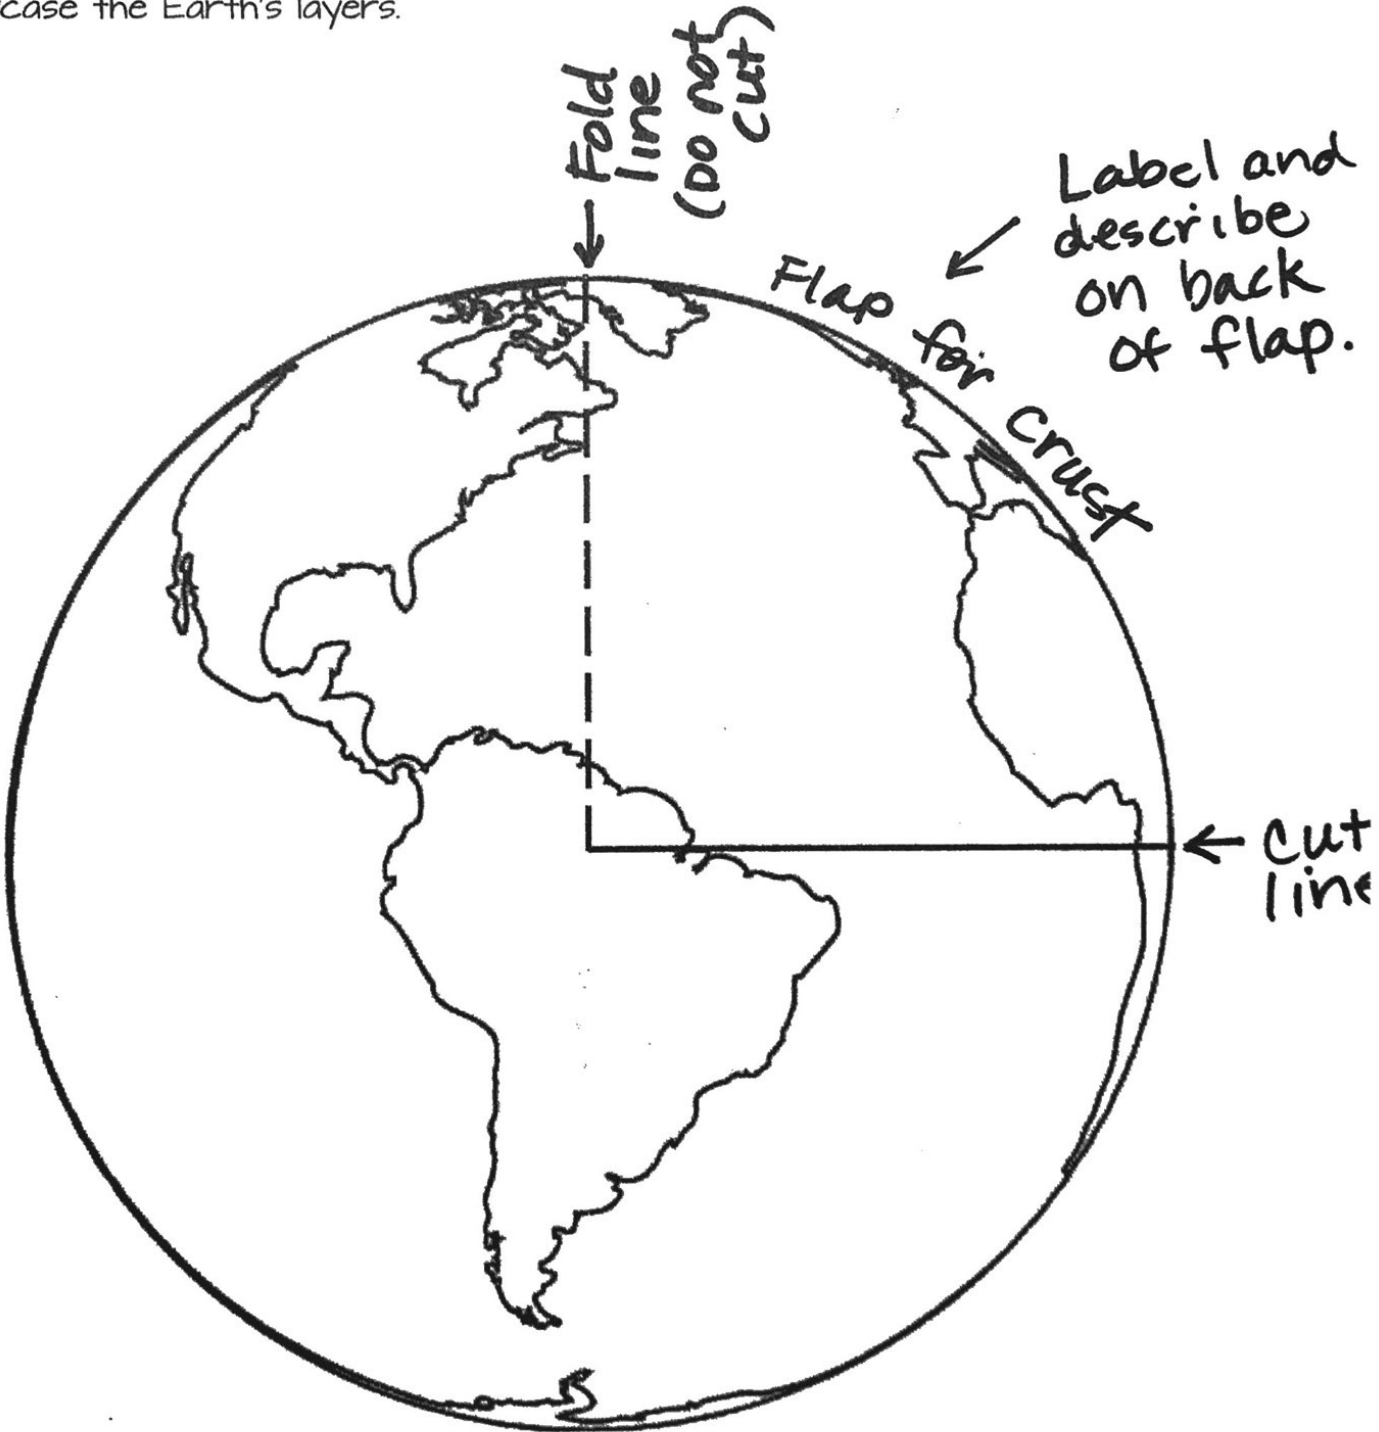 case the Earth's layers.
Fold
line
(Do not
cut)
Label and
describe
on back
of flap.
Flap for crust
cut
line